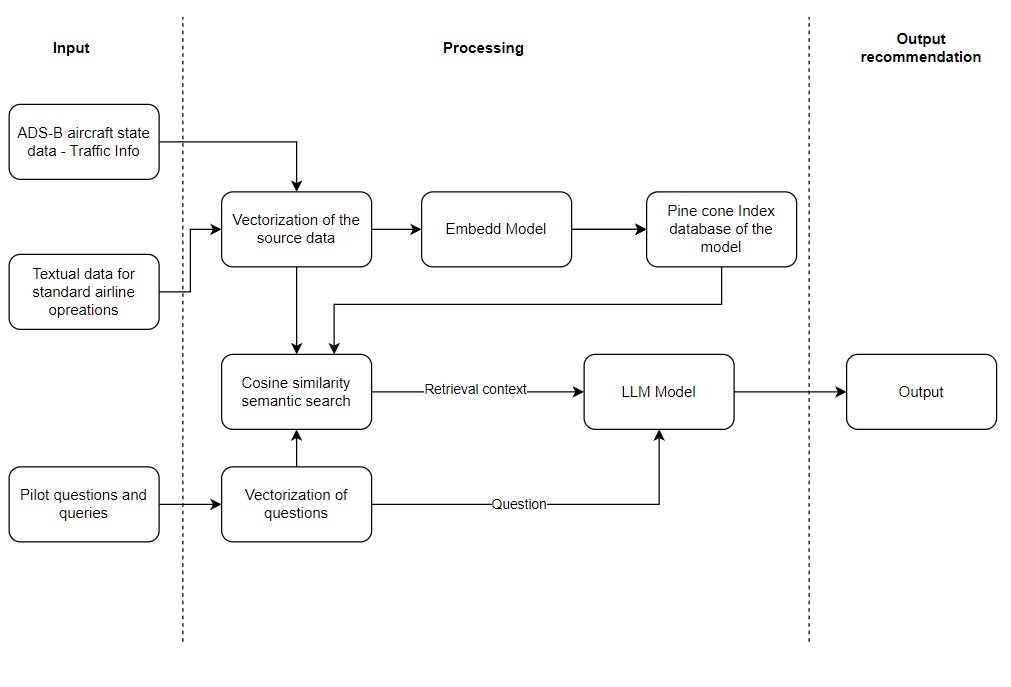 Input
Processing
Output
recommendation
ADS-B aircraft state
data - Traffic Info
Vectorization of the
source data
Embedd Model
Pine cone Index
database of the
model
Textual data for
standard airline
opreations
Cosine similarity
semantic search
Retrieval context
LLM Model
Output
Pilot questions and
queries
Vectorization of
questions
Question